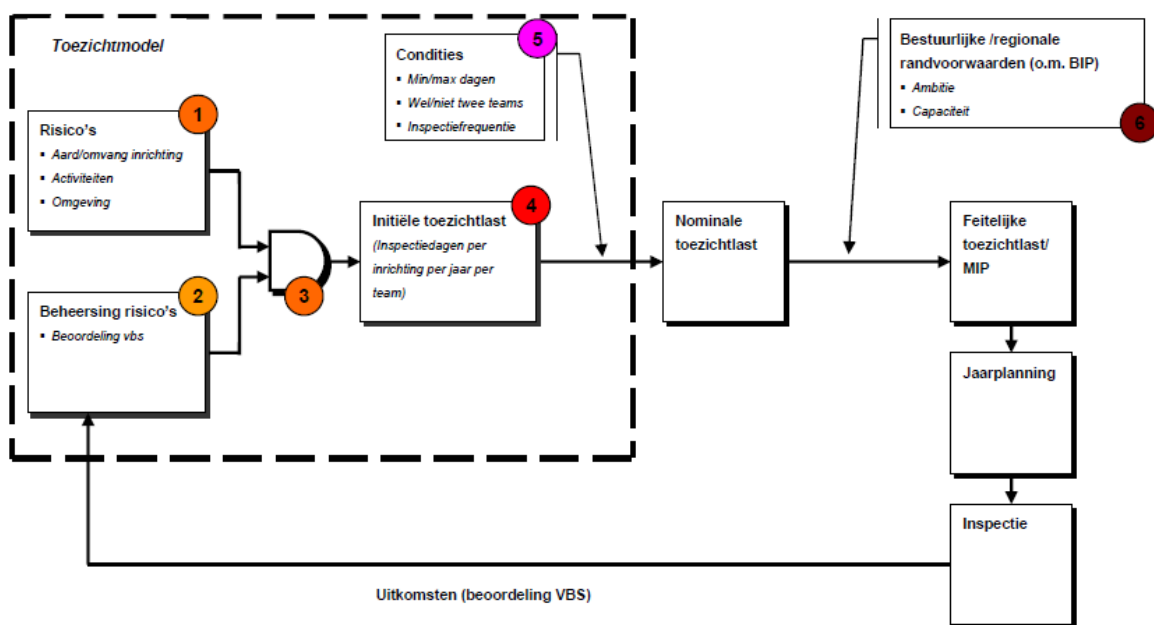 Toezichtmodel
1
Risico's
▪ Aard/omvang inrichting
▪ Activiteiten
▪ Omgeving
2
Beheersing risico's
▪ Beoordeling vbs
3
4
Initiële toezichtlast
(Inspectiedagen per
inrichting per jaar per
team)
5
Condities
▪ Min/max dagen
▪ Wel/niet twee teams
▪ Inspectiefrequentie
Nominale
toezichtlast
Bestuurlijke /regionale
randvoorwaarden (o.m. BIP)
▪ Ambitie
▪ Capaciteit
6
Feitelijke
toezichtlast/
MIP
Jaarplanning
Inspectie
Uitkomsten (beoordeling VBS)